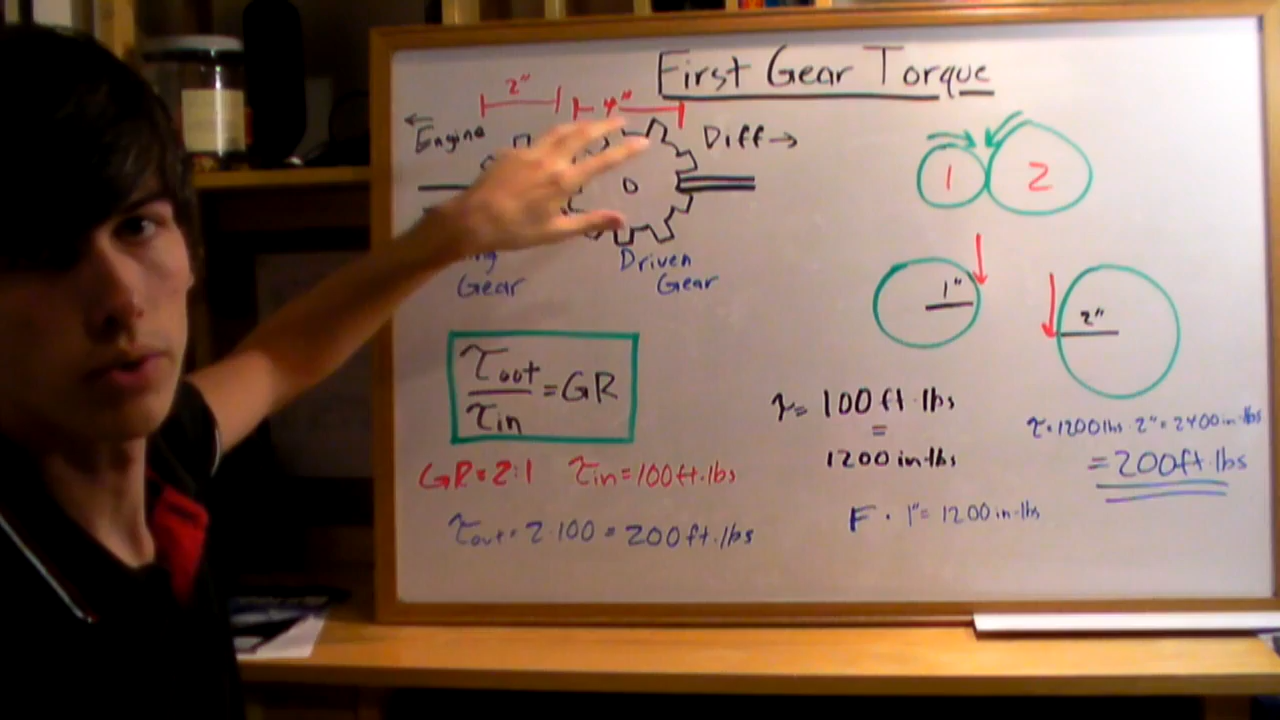 First Gear Torque
2" 4"
← Engine Diff →
Gear
Driven Gear
1 2
1"
2"
τout/τin = GR
GR = 2:1 τin = 100 ft·lbs
τout = 2·100 = 200 ft·lbs
τ = 100 ft·lbs
=
1200 in·lbs
F · 1" = 1200 in·lbs
τ = 1200 lbs · 2" = 2400 in·lbs
= 200 ft·lbs